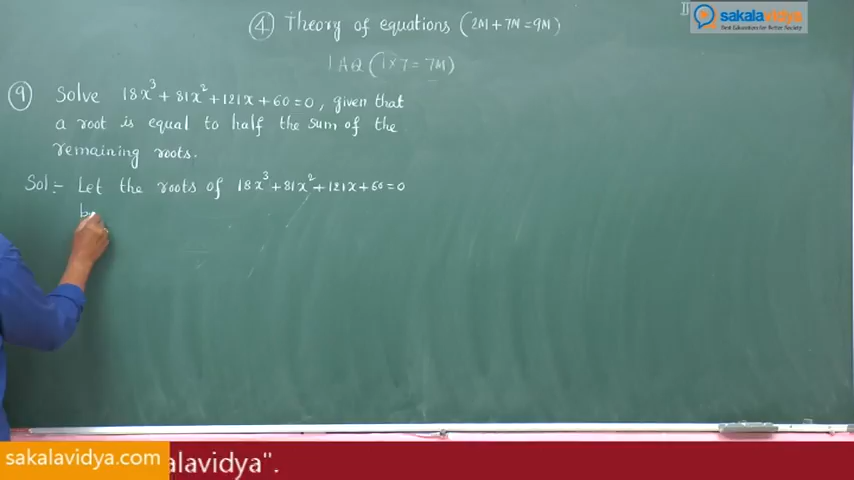 ④ Theory of equations (2M+7M=9M)
II
sakalavidya
1 AQ (1×7=7M)
⑨ Solve 18x³+81x²+121x+60=0, given that
a root is equal to half the sum of the
remaining roots.
Sol:- Let the roots of 18x³+81x²+121x+60=0
be
sakalavidya.com
alavidya".